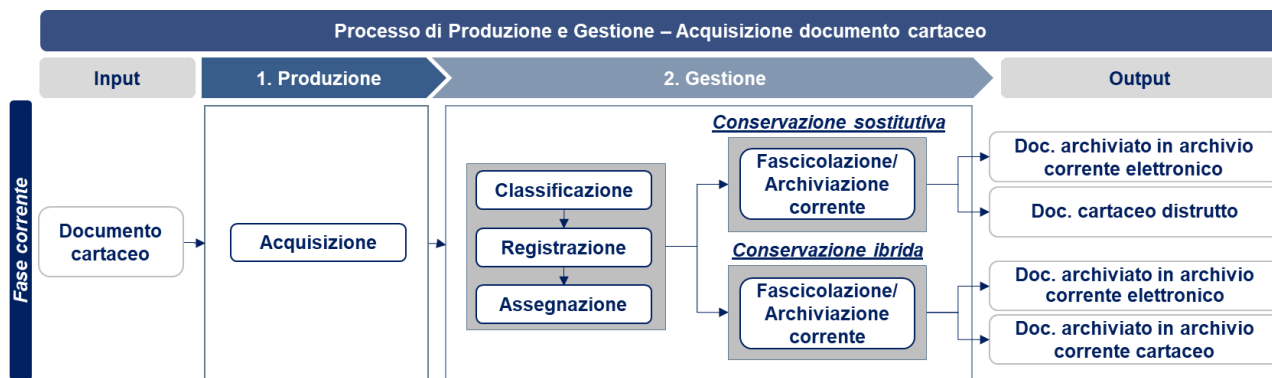 Processo di Produzione e Gestione – Acquisizione documento cartaceo
Input
1. Produzione
2. Gestione
Output
Fase corrente
Documento
cartaceo
Acquisizione
Classificazione
Registrazione
Assegnazione
Conservazione sostitutiva
Fascicolazione/
Archiviazione
corrente
Conservazione ibrida
Fascicolazione/
Archiviazione
corrente
Doc. archiviato in archivio
corrente elettronico
Doc. cartaceo distrutto
Doc. archiviato in archivio
corrente elettronico
Doc. archiviato in archivio
corrente cartaceo